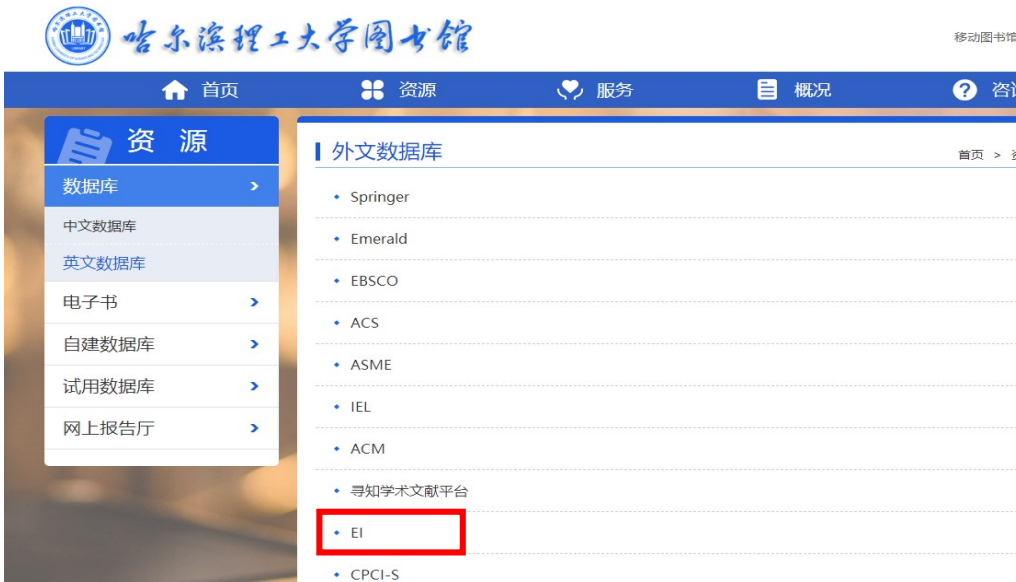 哈尔滨理工大学图书馆
移动图书馆
首页 资源 服务 概况
资 源
数据库
中文数据库
英文数据库
电子书
自建数据库
试用数据库
网上报告厅
外文数据库
首页 >
Springer
Emerald
EBSCO
ACS
ASME
IEL
ACM
寻知学术文献平台
EI
CPCI-S